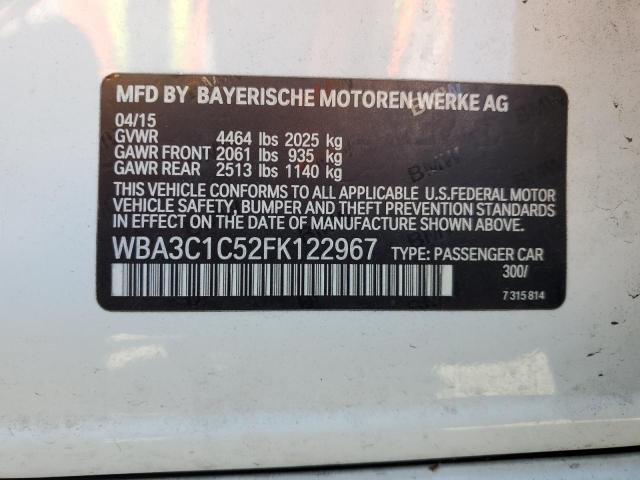 MFD BY BAYERISCHE MOTOREN WERKE AG
04/15
GVWR 4464 lbs 2025 kg
GAWR FRONT 2061 lbs 935 kg
GAWR REAR 2513 lbs 1140 kg
THIS VEHICLE CONFORMS TO ALL APPLICABLE U.S.FEDERAL MOTOR
VEHICLE SAFETY, BUMPER AND THEFT PREVENTION STANDARDS
IN EFFECT ON THE DATE OF MANUFACTURE SHOWN ABOVE.
WBA3C1C52FK122967 TYPE: PASSENGER CAR
300/
7 315 814